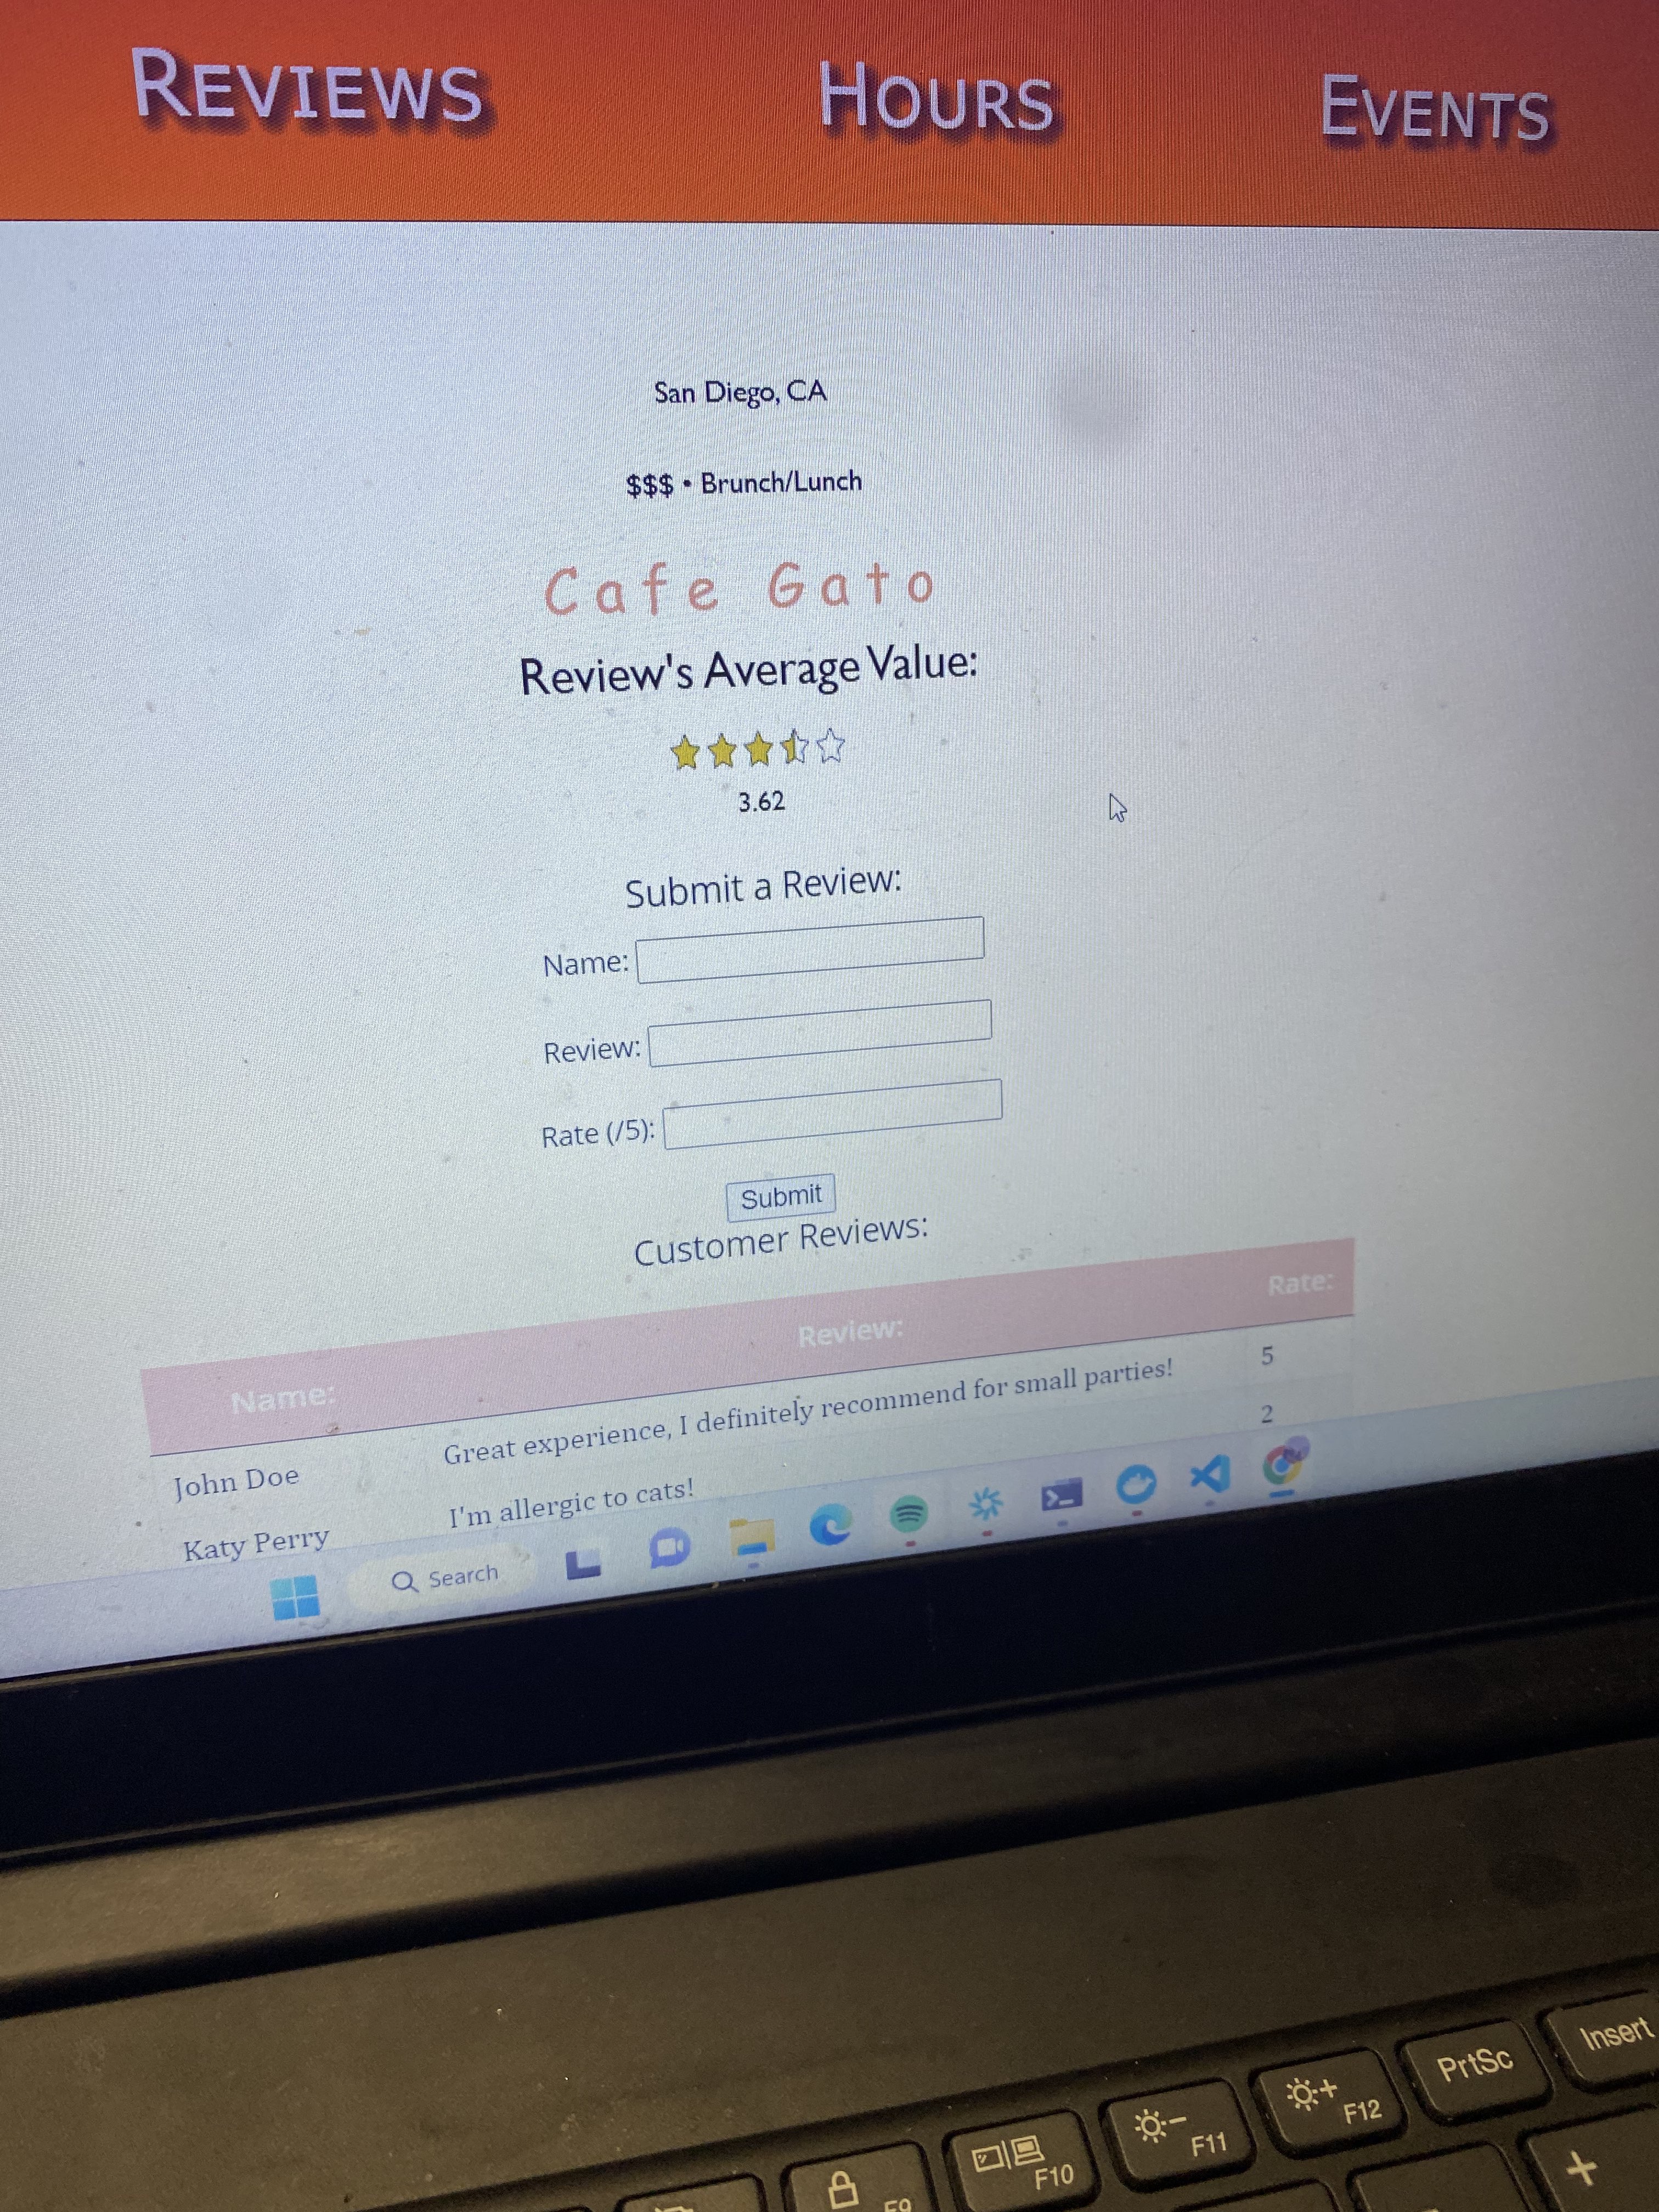 REVIEWS HOURS EVENTS
San Diego, CA
$$$ • Brunch/Lunch
Cafe Gato
Review's Average Value:
3.62
Submit a Review:
Name:
Review:
Rate (/5):
Submit
Customer Reviews:
Name: Review: Rate:
John Doe Great experience, I definitely recommend for small parties! 5
Katy Perry I'm allergic to cats! 2
Search
F9 F10 F11 F12 PrtSc Insert
+